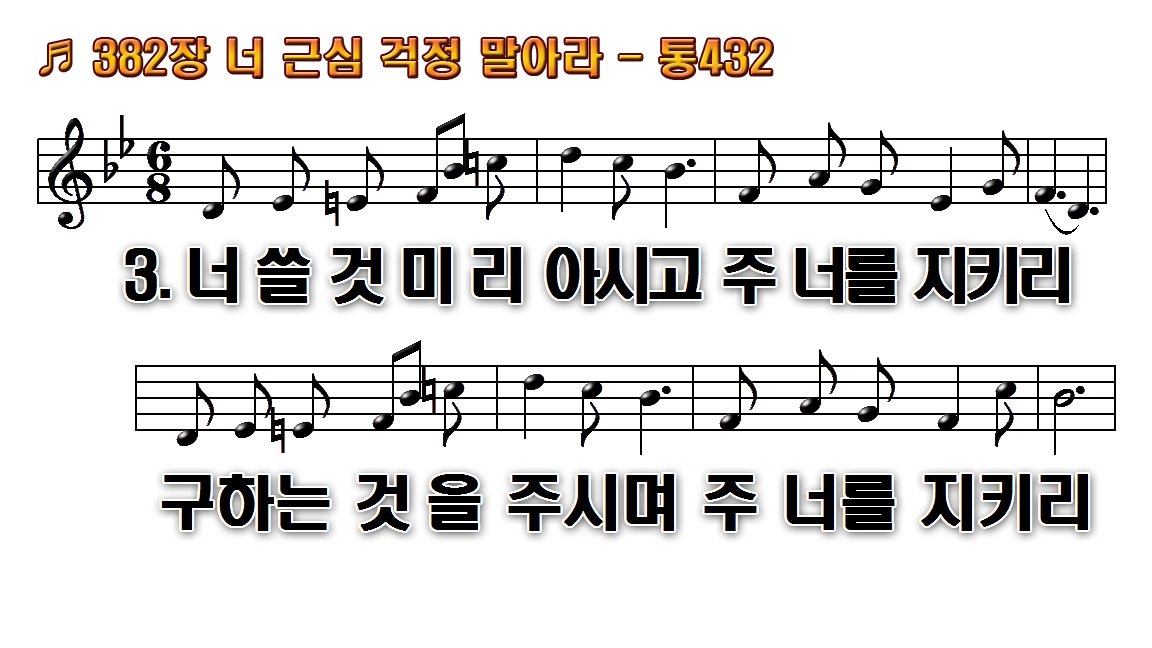 ♬ 382장 너 근심 걱정 말아라 - 통432
6
8
3. 너 쓸 것 미 리 아시고 주 너를 지키리
구하는 것 을 주시며 주 너를 지키리